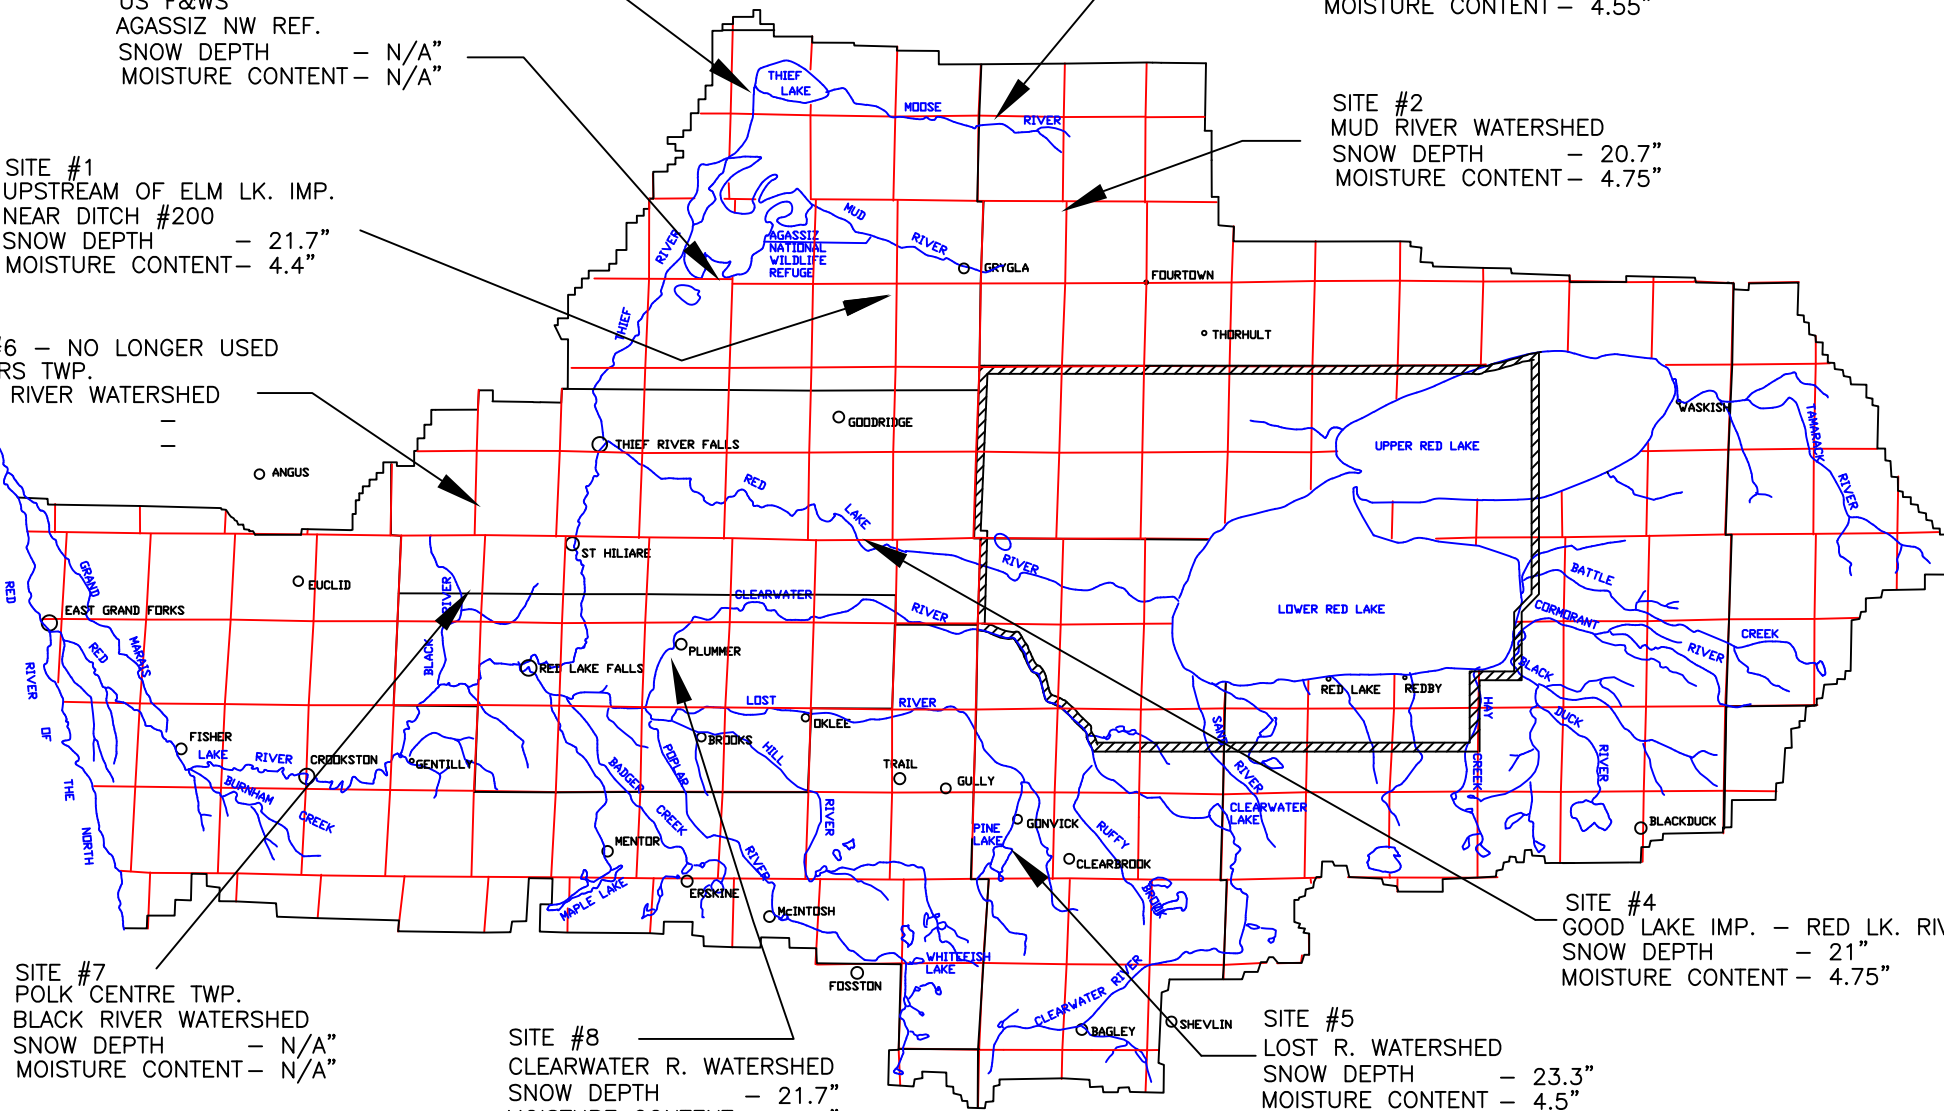 US F&WS
AGASSIZ NW REF.
SNOW DEPTH – N/A”
MOISTURE CONTENT – N/A”
MOISTURE CONTENT – 4.55”
SITE #2
MUD RIVER WATERSHED
SNOW DEPTH – 20.7”
MOISTURE CONTENT – 4.75”
SITE #1
UPSTREAM OF ELM LK. IMP.
NEAR DITCH #200
SNOW DEPTH – 21.7”
MOISTURE CONTENT – 4.4”
#6 – NO LONGER USED
TWP.
RIVER WATERSHED
–
–
THIEF
LAKE
MOOSE
RIVER
MUD
RIVER
AGASSIZ
NATIONAL
WILDLIFE
REFUGE
RIVER
THIEF
GRYGLA
FOURTOWN
THORHULT
GOODRIDGE
THIEF RIVER FALLS
ANGUS
WASKISH
TAMARACK
RIVER
UPPER RED LAKE
RED
LAKE
RIVER
ST HILIARE
EUCLID
EAST GRAND FORKS
RED
RIVER
OF
THE
NORTH
GRAND
MARAIS
RED
BLACK
RIVER
CLEARWATER
RIVER
LOWER RED LAKE
BATTLE
CORMORANT
CREEK
RIVER
BLACK
DUCK
RIVER
HAY
CREEK
PLUMMER
RED LAKE FALLS
RED LAKE
REDBY
LOST
RIVER
OKLEE
BROOKS
HILL
RIVER
POPLAR
RIVER
BADGER
CREEK
SAND
RIVER
FISHER
LAKE
RIVER
CROOKSTON
GENTILLY
BURNHAM
CREEK
TRAIL
GULLY
GONVICK
PINE
LAKE
RUFFY
BROOK
CLEARWATER
LAKE
CLEARBROOK
BLACKDUCK
MENTOR
MAPLE LAKE
ERSKINE
McINTOSH
FOSSTON
WHITEFISH
LAKE
CLEARWATER
RIVER
BAGLEY
SHEVLIN
SITE #4
GOOD LAKE IMP. – RED LK.
SNOW DEPTH – 21”
MOISTURE CONTENT – 4.75”
SITE #7
POLK CENTRE TWP.
BLACK RIVER WATERSHED
SNOW DEPTH – N/A”
MOISTURE CONTENT – N/A”
SITE #8
CLEARWATER R. WATERSHED
SNOW DEPTH – 21.7”
MOISTURE CONTENT
SITE #5
LOST R. WATERSHED
SNOW DEPTH – 23.3”
MOISTURE CONTENT – 4.5”